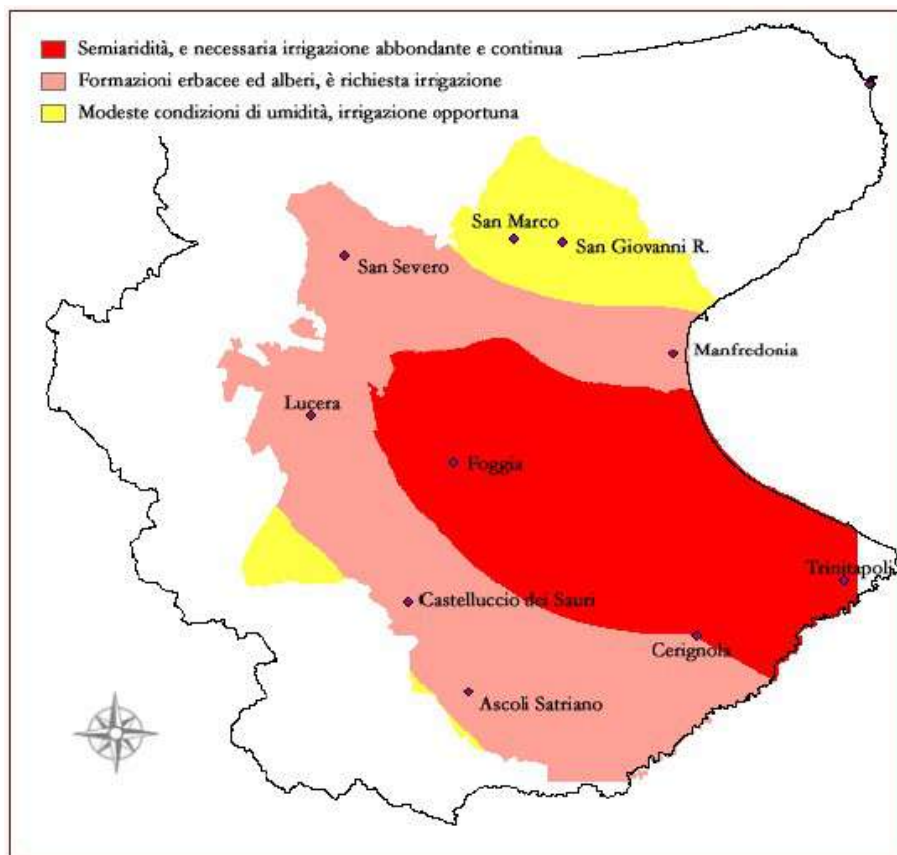 Semiaridità, e necessaria irrigazione abbondante e continua
Formazioni erbacee ed alberi, è richiesta irrigazione
Modeste condizioni di umidità, irrigazione opportuna
San Marco
San Giovanni R.
San Severo
Manfredonia
Lucera
Foggia
Trinitapoli
Castelluccio dei Sauri
Cerignola
Ascoli Satriano